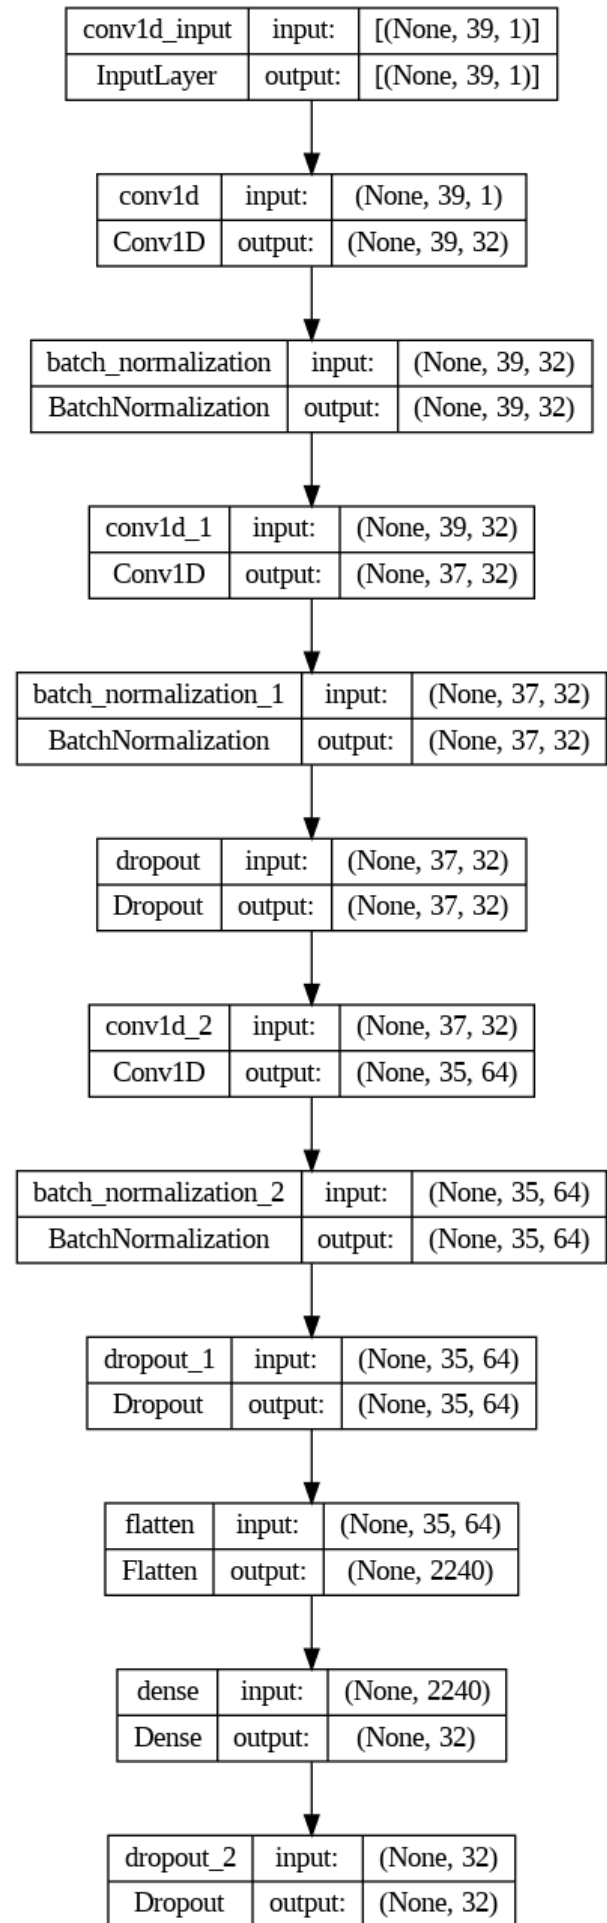 conv1d_input input: [(None, 39, 1)]
InputLayer output: [(None, 39, 1)]
conv1d input: (None, 39, 1)
Conv1D output: (None, 39, 32)
batch_normalization input: (None, 39, 32)
BatchNormalization output: (None, 39, 32)
conv1d_1 input: (None, 39, 32)
Conv1D output: (None, 37, 32)
batch_normalization_1 input: (None, 37, 32)
BatchNormalization output: (None, 37, 32)
dropout input: (None, 37, 32)
Dropout output: (None, 37, 32)
conv1d_2 input: (None, 37, 32)
Conv1D output: (None, 35, 64)
batch_normalization_2 input: (None, 35, 64)
BatchNormalization output: (None, 35, 64)
dropout_1 input: (None, 35, 64)
Dropout output: (None, 35, 64)
flatten input: (None, 35, 64)
Flatten output: (None, 2240)
dense input: (None, 2240)
Dense output: (None, 32)
dropout_2 input: (None, 32)
Dropout output: (None, 32)